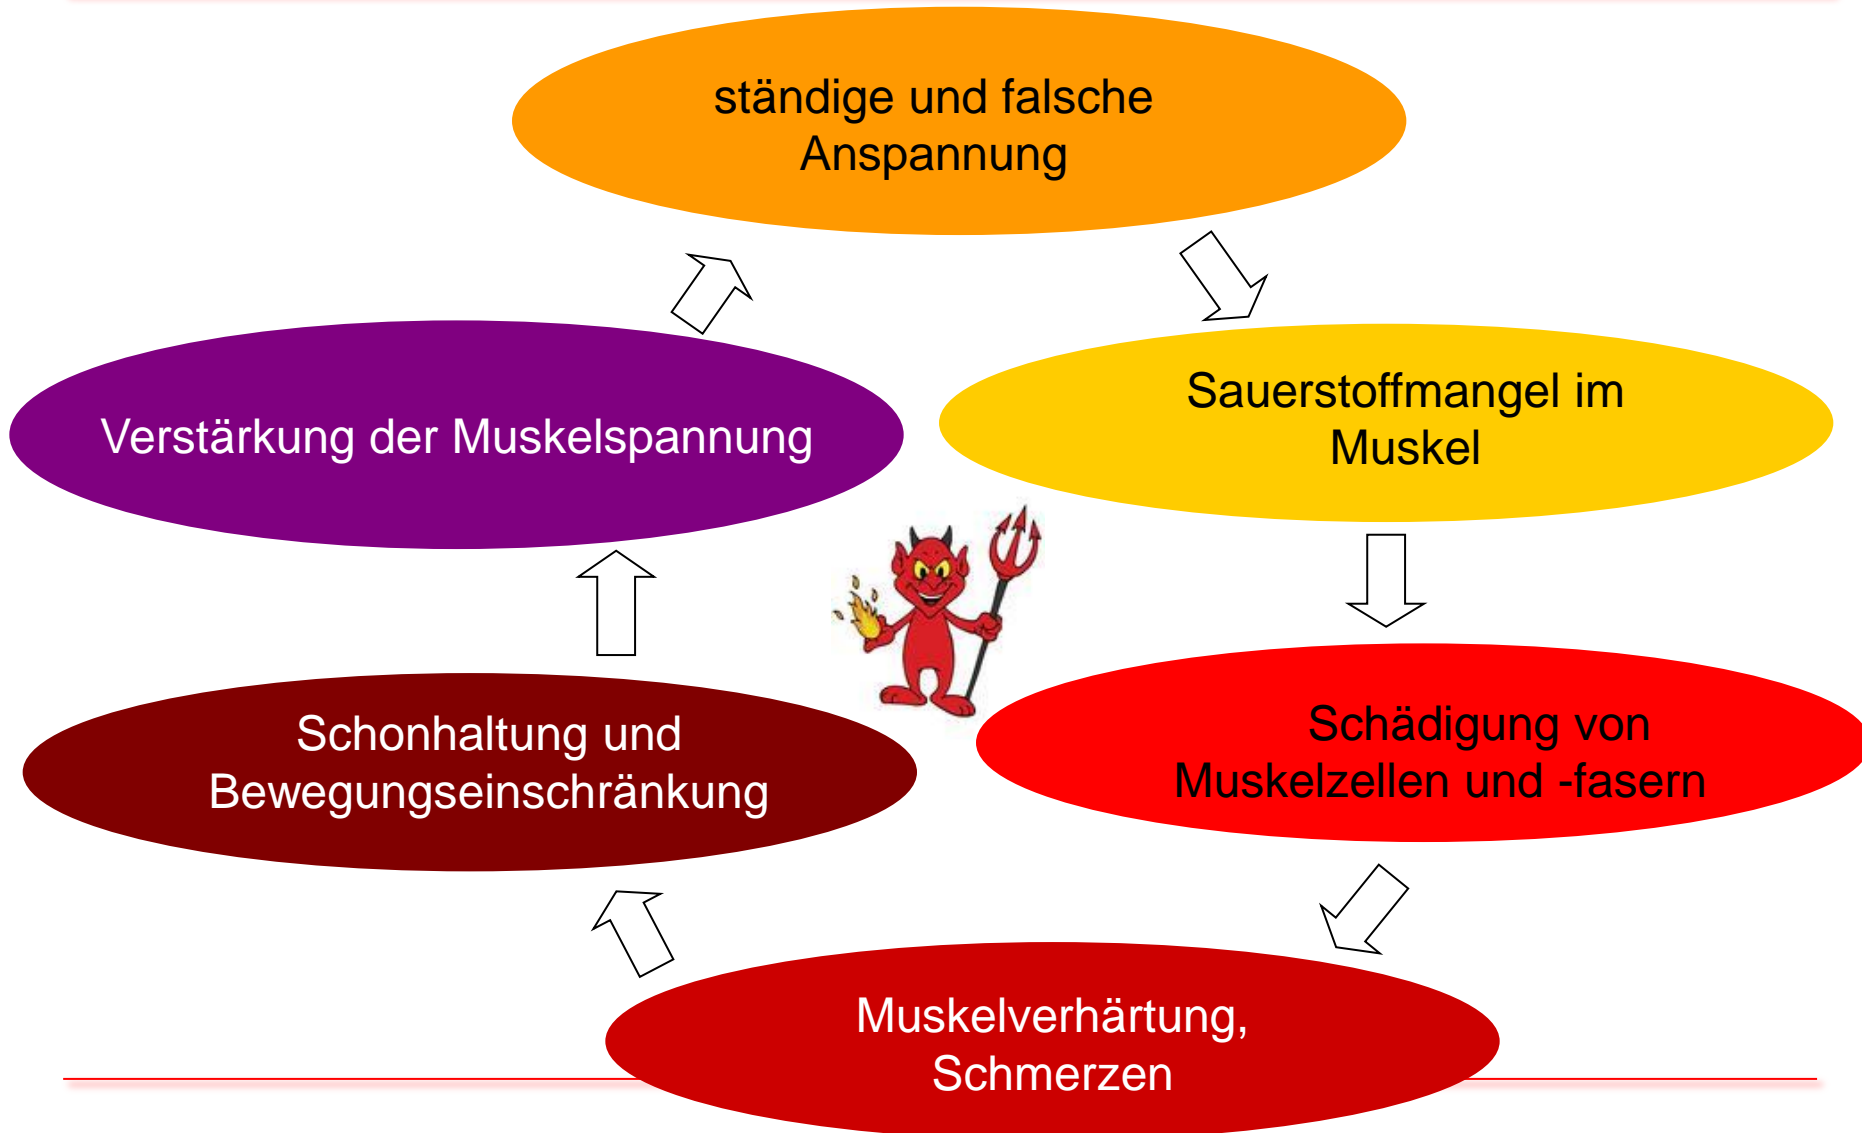 ständige und falsche
Anspannung
Sauerstoffmangel im
Muskel
Schädigung von
Muskelzellen und -fasern
Muskelverhärtung,
Schmerzen
Schonhaltung und
Bewegungseinschränkung
Verstärkung der Muskelspannung